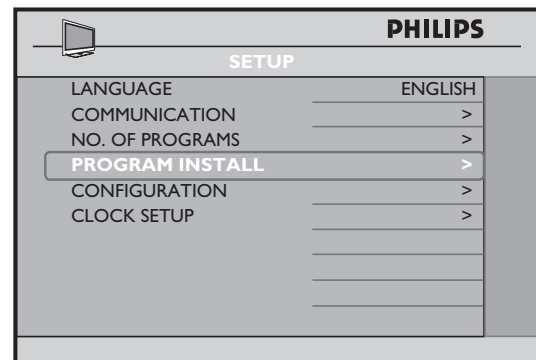 PHILIPS
SETUP
LANGUAGE ENGLISH
COMMUNICATION >
NO. OF PROGRAMS >
PROGRAM INSTALL >
CONFIGURATION >
CLOCK SETUP >